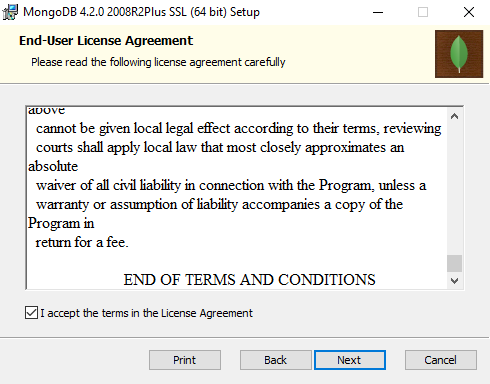 MongoDB 4.2.0 2008R2Plus SSL (64 bit) Setup
End-User License Agreement
Please read the following license agreement carefully
above
cannot be given local legal effect according to their terms, reviewing
courts shall apply local law that most closely approximates an
absolute
waiver of all civil liability in connection with the Program, unless a
warranty or assumption of liability accompanies a copy of the
Program in
return for a fee.
END OF TERMS AND CONDITIONS
I accept the terms in the License Agreement
Print Back Next Cancel